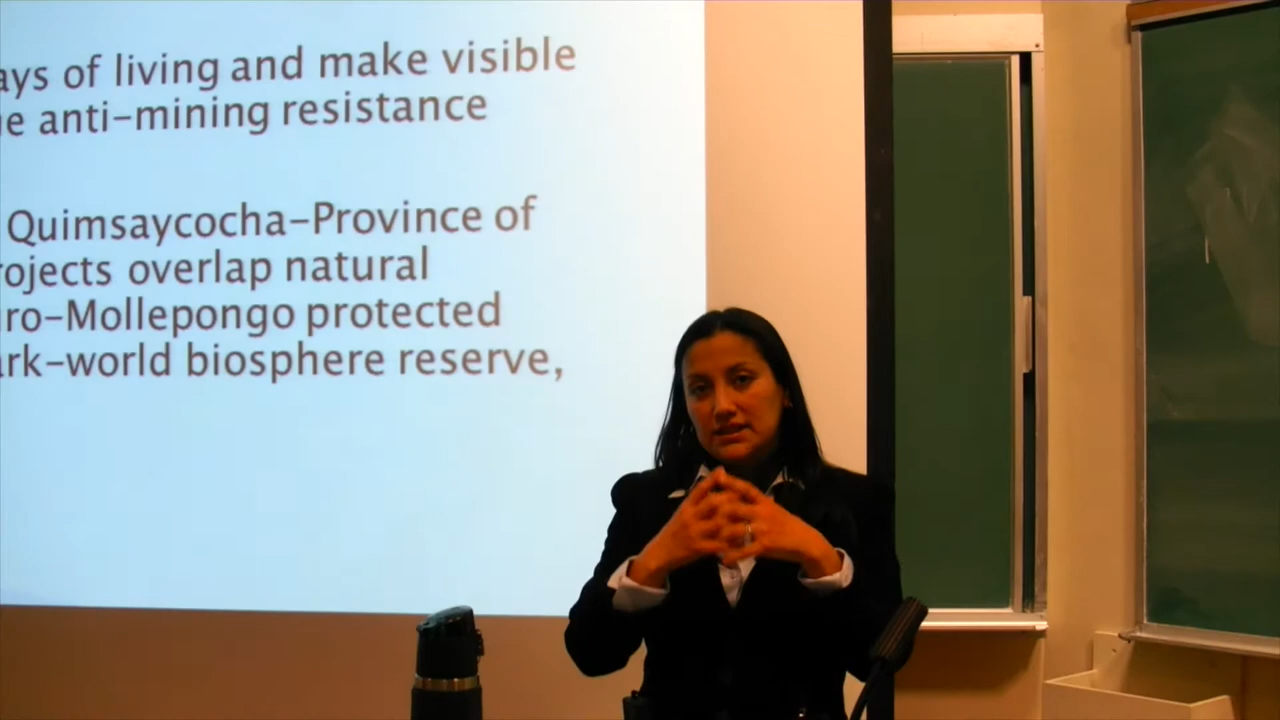 ays of living and make visible
e anti-mining resistance
Quimsaycocha-Province of
rojects overlap natural
ro-Mollepongo protected
ark-world biosphere reserve,